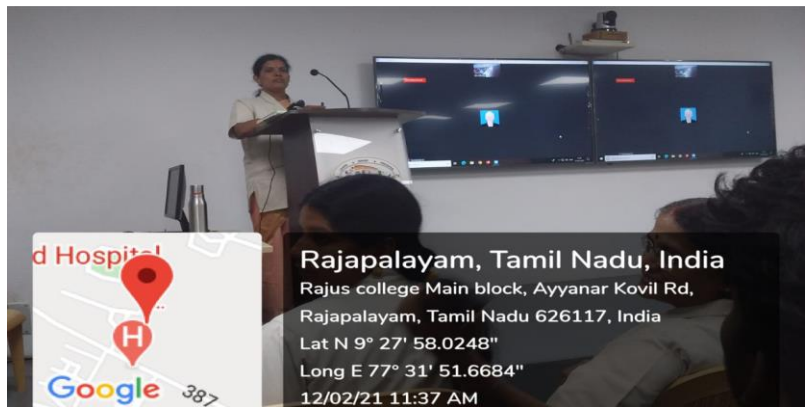 d Hospital
H
Google
387
Rajapalayam, Tamil Nadu, India
Rajus college Main block, Ayyanar Kovil Rd,
Rajapalayam, Tamil Nadu 626117, India
Lat N 9° 27' 58.0248"
Long E 77° 31' 51.6684"
12/02/21 11:37 AM